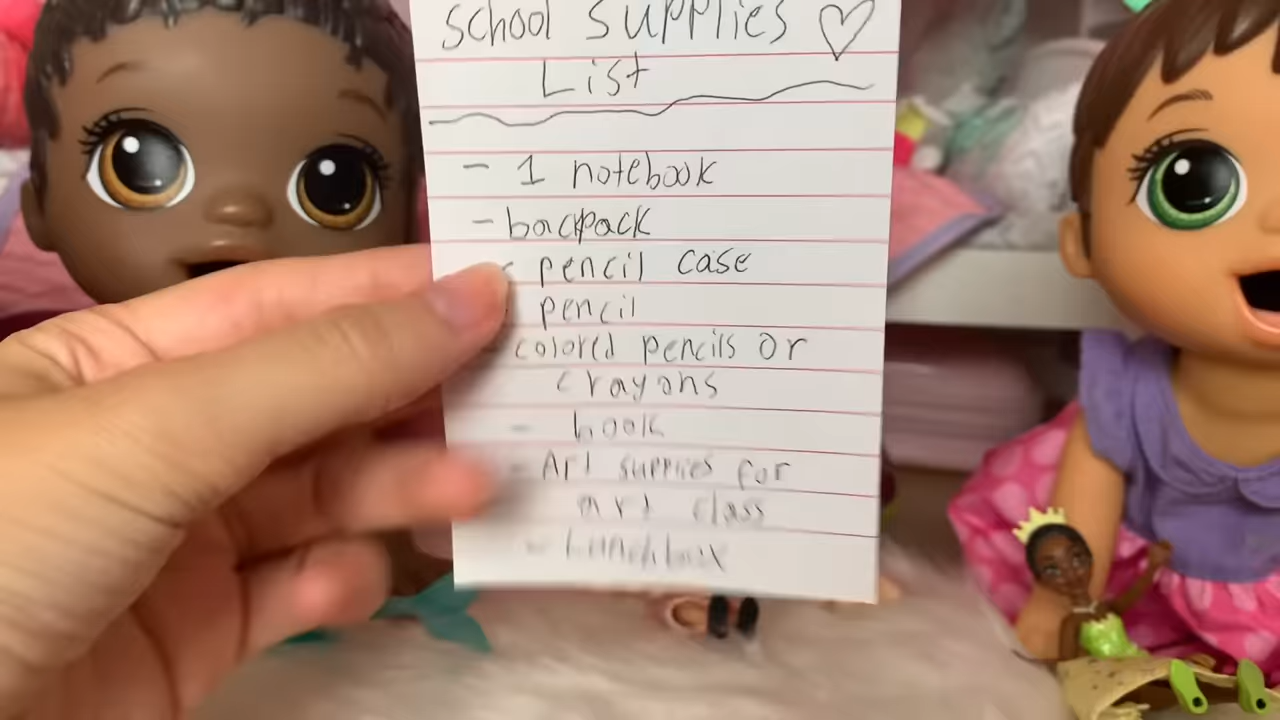 school supplies ♡
List
- 1 notebook
- backpack
- pencil case
pencil
colored pencils or
crayons
- book
- Art supplies for
art class
- lunchbox